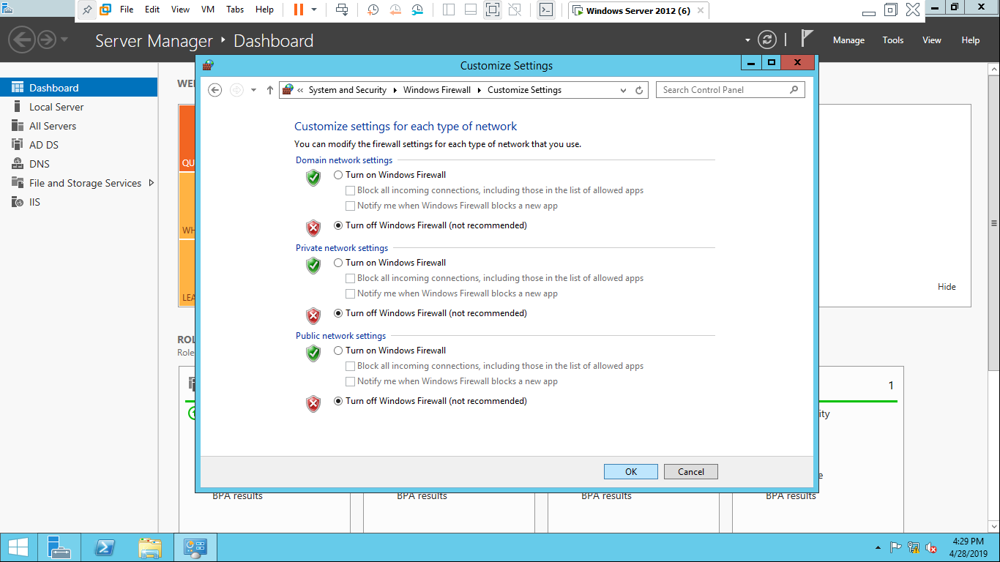 File Edit View VM Tabs Help
Windows Server 2012 (6)
Server Manager Dashboard
Manage Tools View Help
Dashboard
Local Server
All Servers
AD DS
DNS
File and Storage Services
IIS
WEL
QU
WH
LEA
Hide
ROL
Role
1
ity
e
BPA results
BPA results
BPA results
BPA results
Customize Settings
« System and Security Windows Firewall Customize Settings
Search Control Panel
Customize settings for each type of network
You can modify the firewall settings for each type of network that you use.
Domain network settings
Turn on Windows Firewall
Block all incoming connections, including those in the list of allowed apps
Notify me when Windows Firewall blocks a new app
Turn off Windows Firewall (not recommended)
Private network settings
Turn on Windows Firewall
Block all incoming connections, including those in the list of allowed apps
Notify me when Windows Firewall blocks a new app
Turn off Windows Firewall (not recommended)
Public network settings
Turn on Windows Firewall
Block all incoming connections, including those in the list of allowed apps
Notify me when Windows Firewall blocks a new app
Turn off Windows Firewall (not recommended)
OK Cancel
4:29 PM
4/28/2019